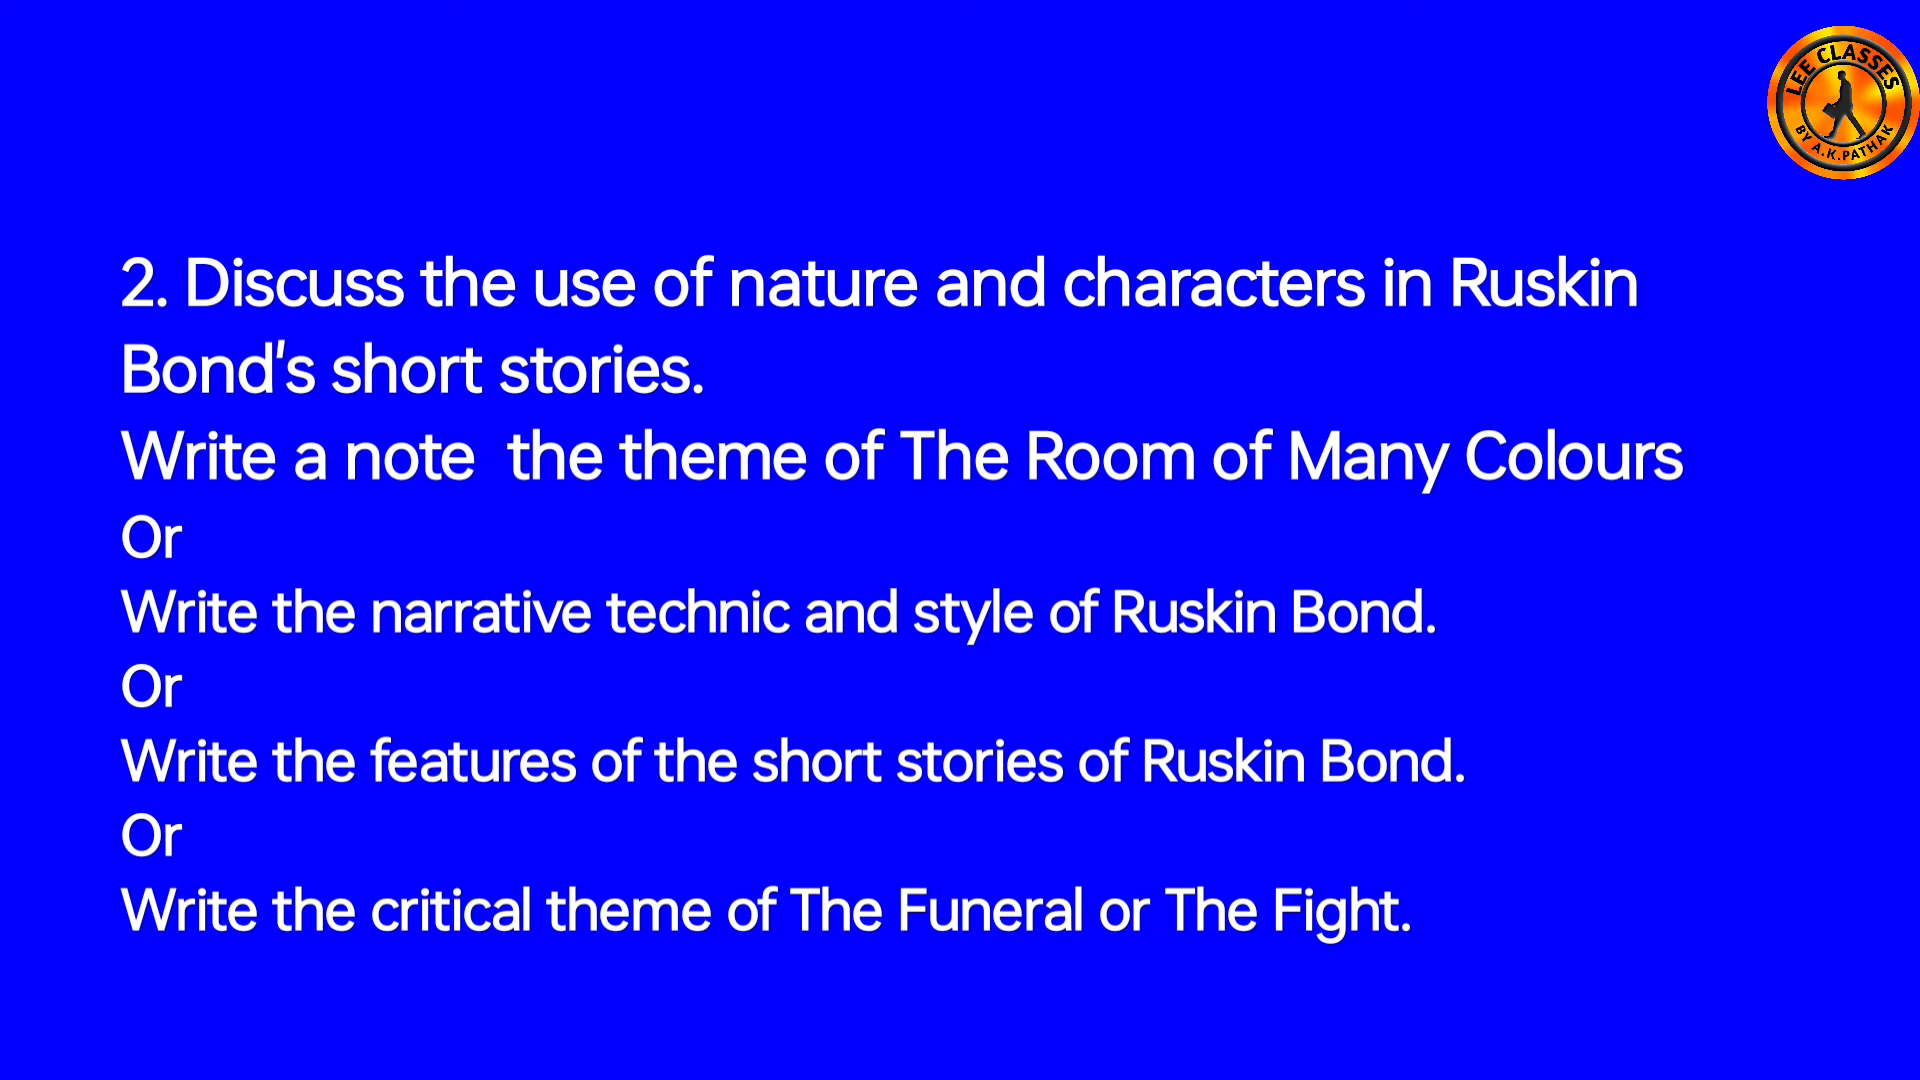 LEE CLASSES
BY A.K.PATHAK
2. Discuss the use of nature and characters in Ruskin
Bond's short stories.
Write a note  the theme of The Room of Many Colours
Or
Write the narrative technic and style of Ruskin Bond.
Or
Write the features of the short stories of Ruskin Bond.
Or
Write the critical theme of The Funeral or The Fight.